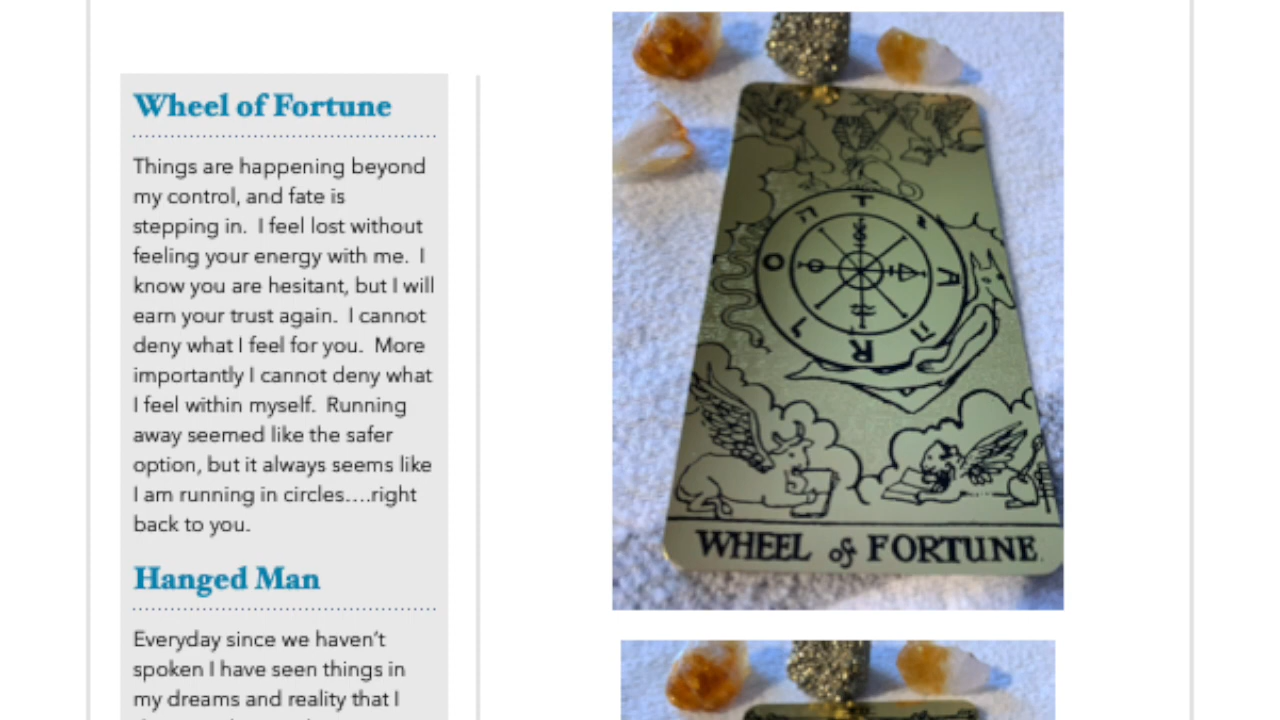 Wheel of Fortune
Things are happening beyond
my control, and fate is
stepping in.  I feel lost without
feeling your energy with me.  I
know you are hesitant, but I will
earn your trust again.  I cannot
deny what I feel for you.  More
importantly I cannot deny what
I feel within myself.  Running
away seemed like the safer
option, but it always seems like
I am running in circles....right
back to you.
Hanged Man
Everyday since we haven't
spoken I have seen things in
my dreams and reality that I
T
A
R
O
WHEEL of FORTUNE